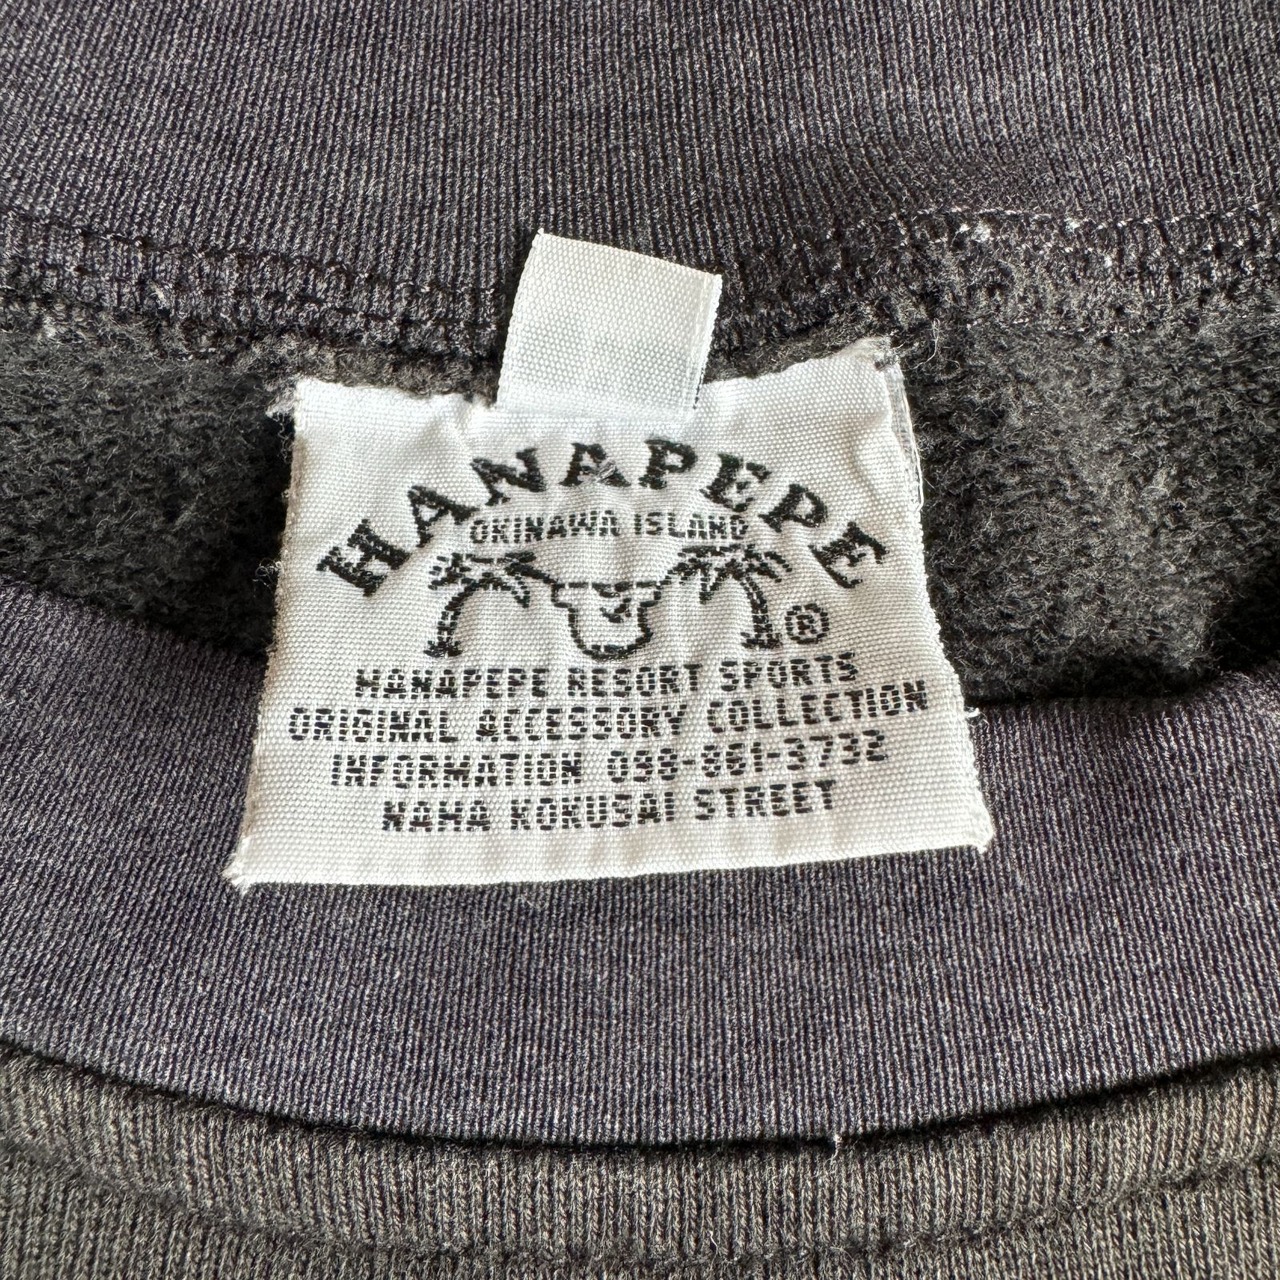 HANAPEPE
OKINAWA ISLAND
®
HANAPEPE RESORT SPORTS
ORIGINAL ACCESSORY COLLECTION
INFORMATION 098-861-3732
NAHA KOKUSAI STREET